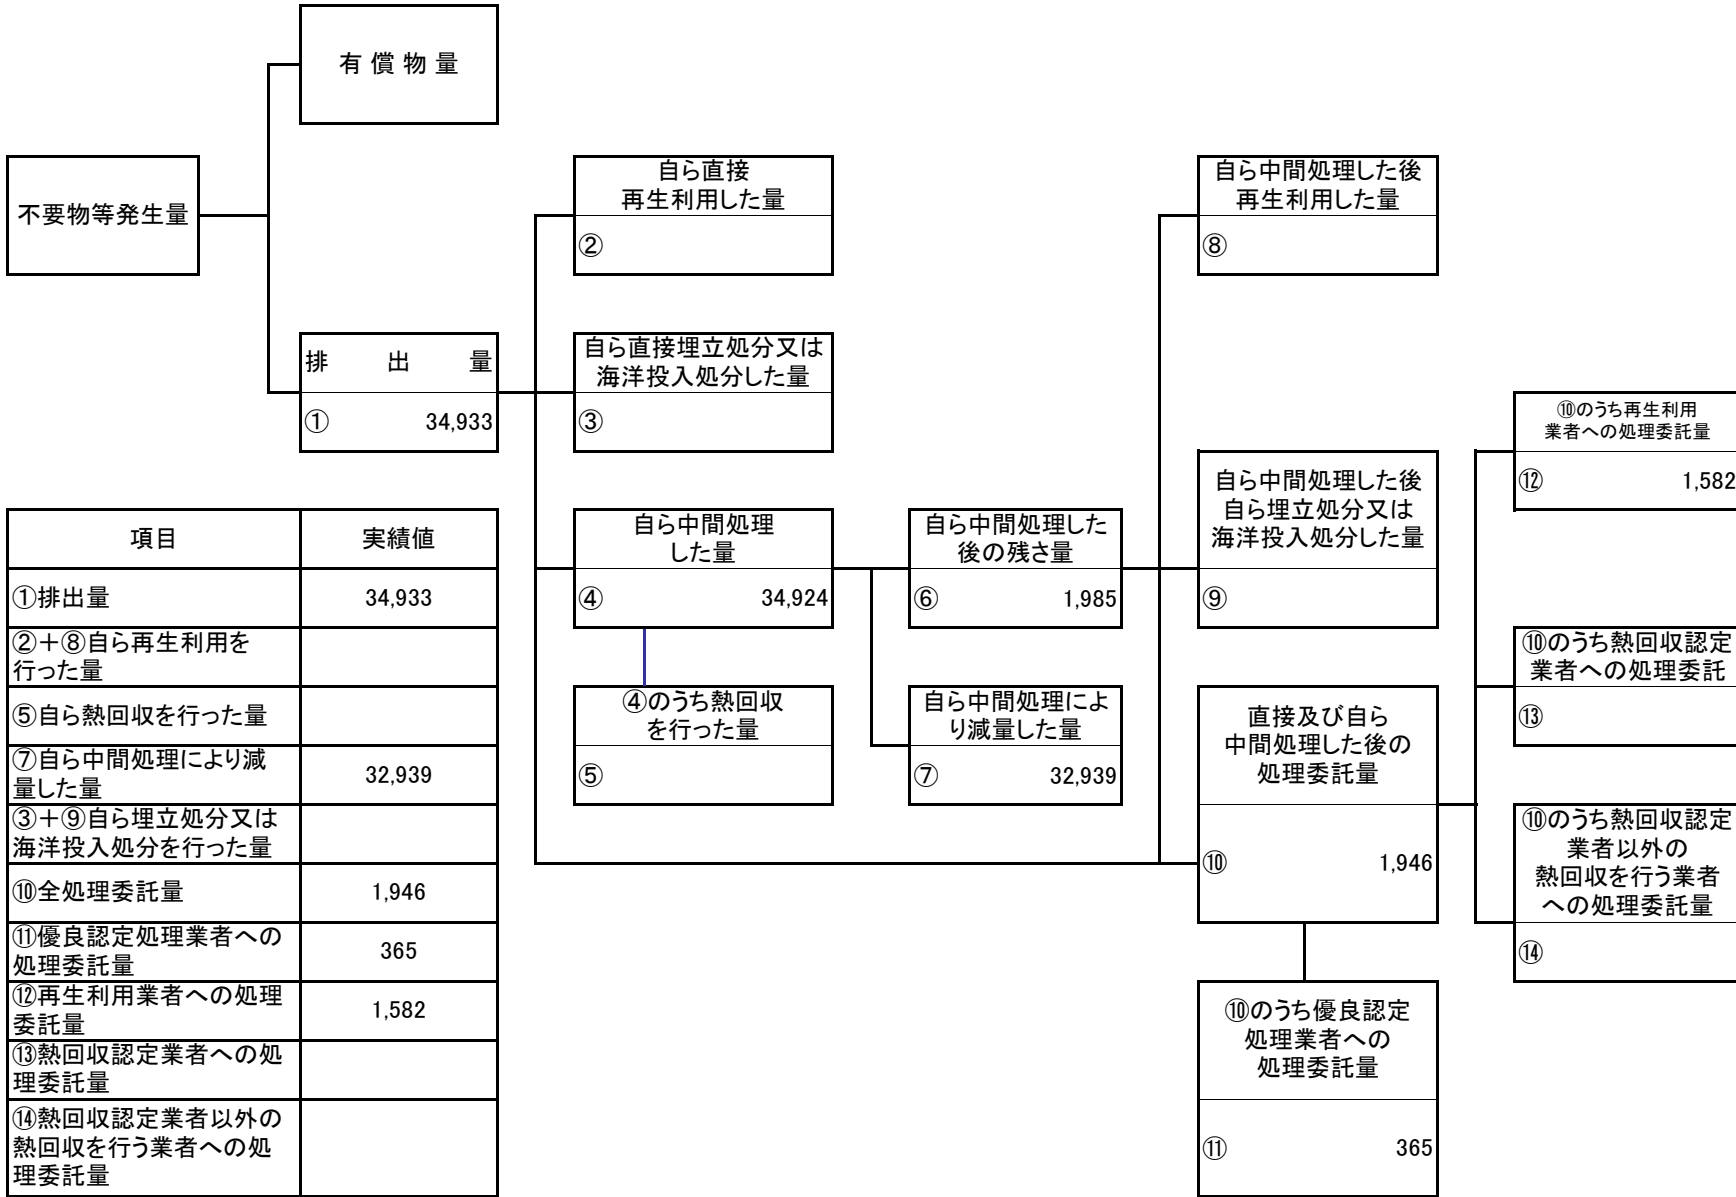 有償物量
不要物等発生量
自ら直接
再生利用した量
②
自ら中間処理した後
再生利用した量
⑧
排出量
① 34,933
自ら直接埋立処分又は
海洋投入処分した量
③
⑩のうち再生利用
業者への処理委託量
⑫ 1,582
自ら中間処理した後
自ら埋立処分又は
海洋投入処分した量
⑨
自ら中間処理
した量
④ 34,924
自ら中間処理した
後の残さ量
⑥ 1,985
④のうち熱回収
を行った量
⑤
自ら中間処理によ
り減量した量
⑦ 32,939
直接及び自ら
中間処理した後の
処理委託量
⑩ 1,946
⑩のうち熱回収認定
業者への処理委託
⑬
⑩のうち熱回収認定
業者以外の
熱回収を行う業者
への処理委託量
⑭
⑩のうち優良認定
処理業者への
処理委託量
⑪ 365
項目 実績値
①排出量 34,933
②+⑧自ら再生利用を
行った量
⑤自ら熱回収を行った量
⑦自ら中間処理により減
量した量 32,939
③+⑨自ら埋立処分又は
海洋投入処分を行った量
⑩全処理委託量 1,946
⑪優良認定処理業者への
処理委託量 365
⑫再生利用業者への処理
委託量 1,582
⑬熱回収認定業者への処
理委託量
⑭熱回収認定業者以外の
熱回収を行う業者への処
理委託量